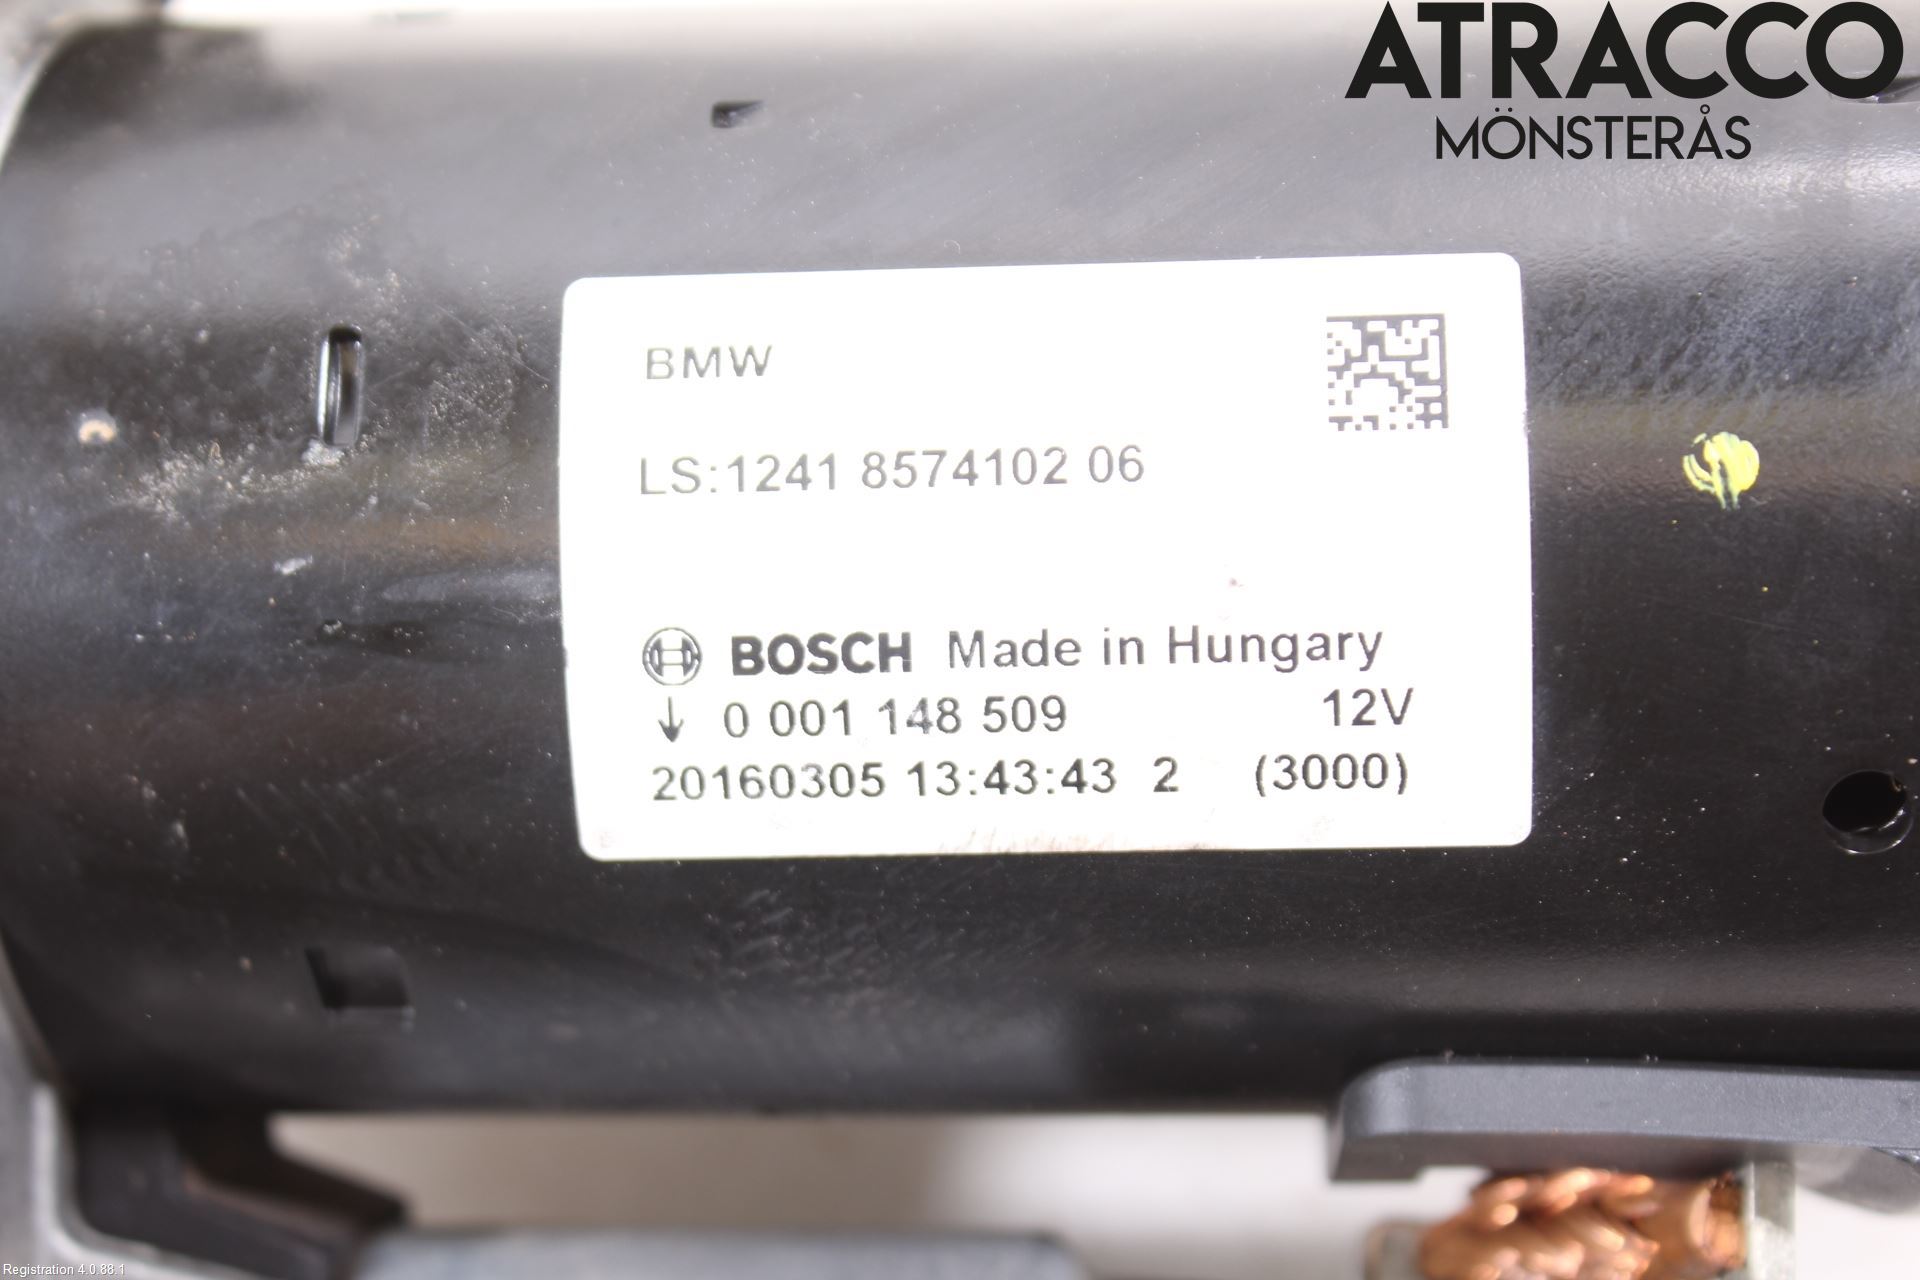 ATRACCO
MÖNSTERÅS
BMW
LS:1241 8574102 06
BOSCH Made in Hungary
↓ 0 001 148 509 12V
20160305 13:43:43 2 (3000)
Registration 4.0.88.1